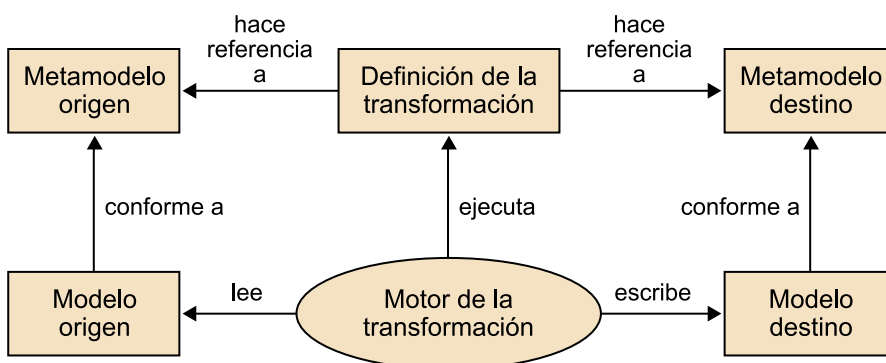 hace
referencia
a
hace
referencia
a
Metamodelo
origen
Definición de la
transformación
Metamodelo
destino
conforme a
ejecuta
conforme a
Modelo
origen
lee
Motor de la
transformación
escribe
Modelo
destino